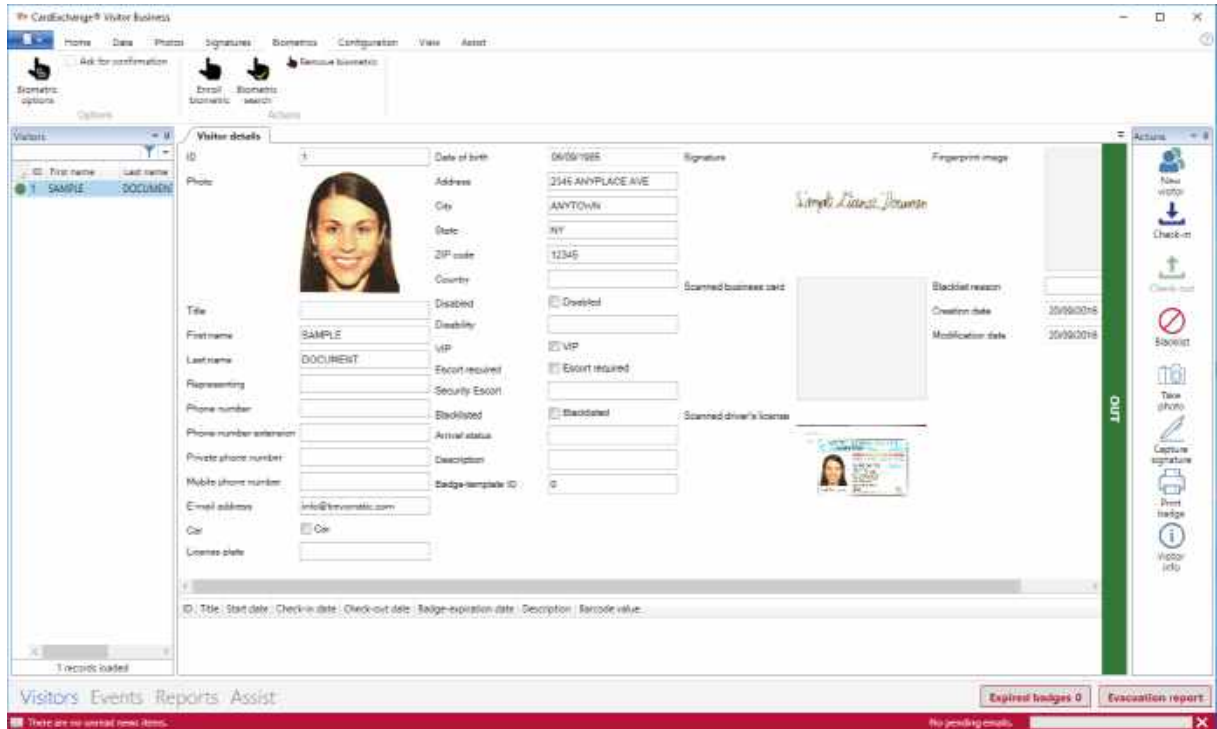 CardExchange® Visitor Business
Home Data Photos Signatures Biometrics Configuration View Assist
Ask for confirmation
Biometric options
Options
Enroll biometric
Biometric search
Remove biometric
Actions
Visitors
ID First name Last name
1 SAMPLE DOCUMENT
1 records loaded
Visitor details
ID 1
Photo
Title
First name SAMPLE
Last name DOCUMENT
Representing
Phone number
Phone number extension
Private phone number
Mobile phone number
E-mail address
Car Car
License plate
Date of birth
Address 2345 ANYPLACE AVE
City ANYTOWN
State NY
ZIP code 12345
Country
Disabled Disabled
Disability
VIP VIP
Escort required Escort required
Security Escort
Blacklisted Blacklisted
Arrival status
Description
Badge-template ID 0
Signature
Scanned business card
Scanned driver's license
Fingerprint image
Blacklist reason
Creation date 20/09/2016
Modification date 20/09/2016
OUT
ID Title Start date Check-in date Check-out date Badge-expiration date Description Barcode value
Actions
New visitor
Check-in
Check-out
Blacklist
Take photo
Capture signature
Print badge
Visitor info
Visitors Events Reports Assist
Expired badges 0
Evacuation report
There are no unread news items.
No pending emails.